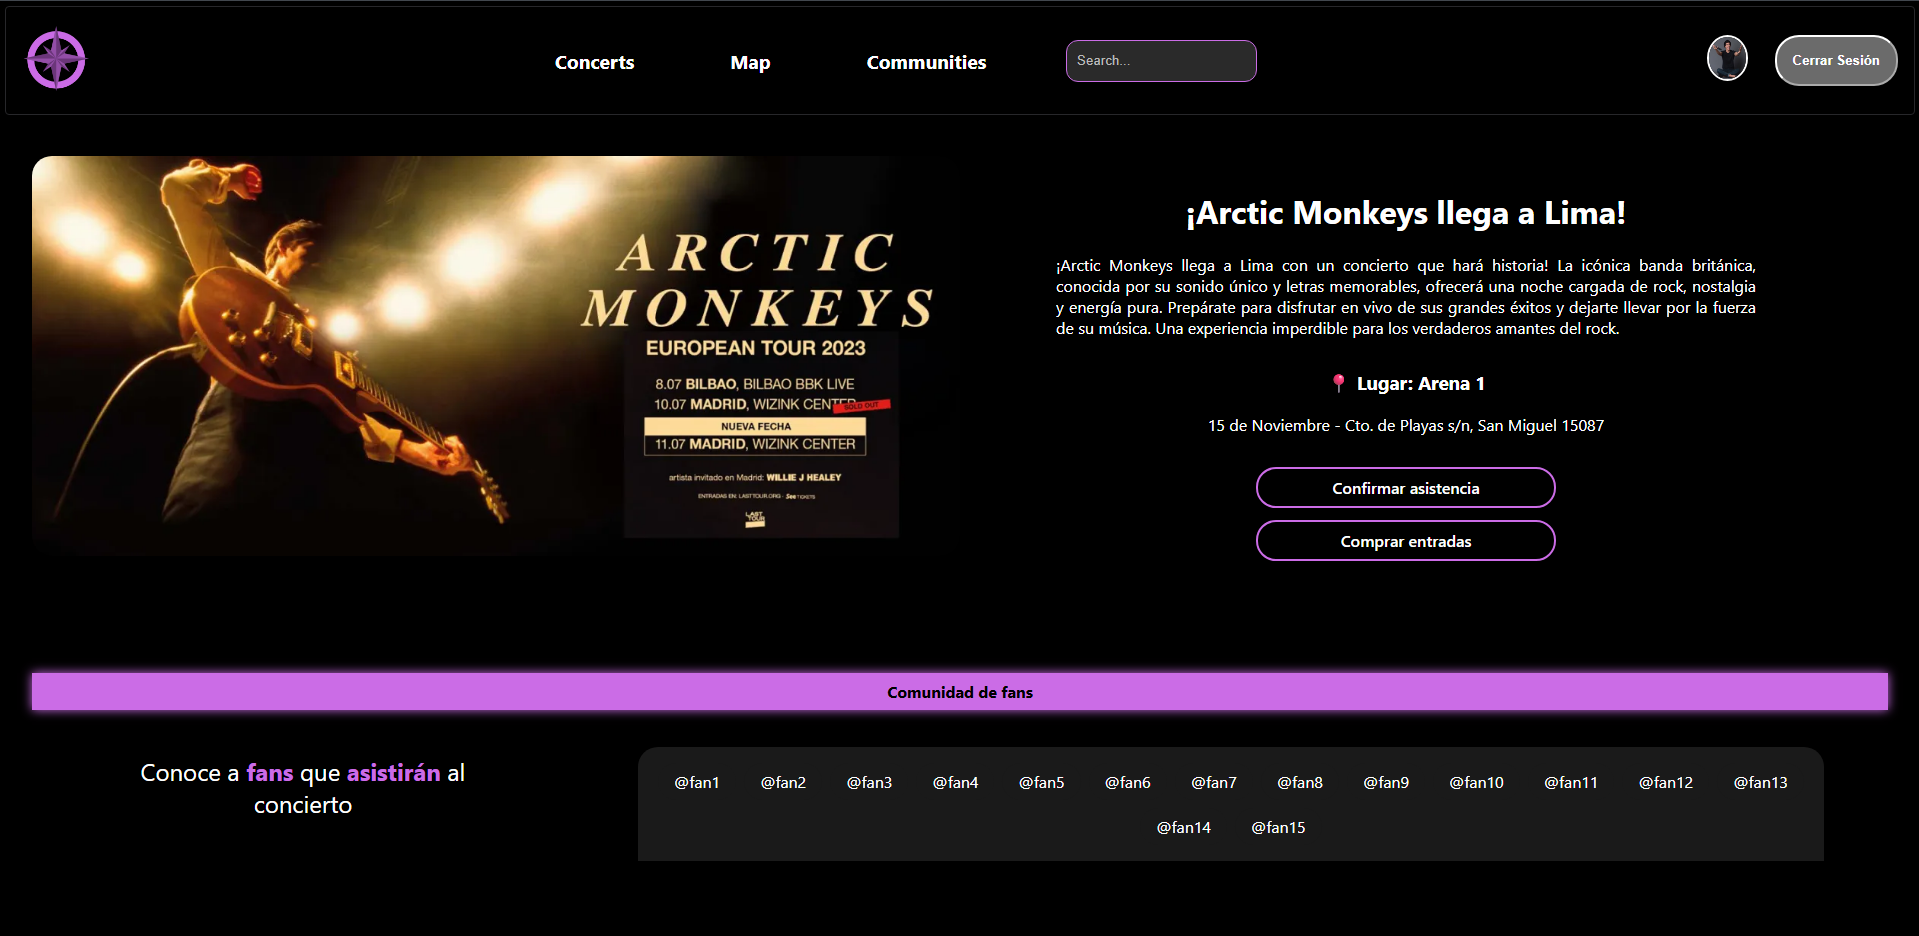 Concerts
Map
Communities
Search...
Cerrar Sesión
ARCTIC
MONKEYS
EUROPEAN TOUR 2023
8.07 BILBAO, BILBAO BBK LIVE
10.07 MADRID, WIZINK CENTER
SOLD OUT
NUEVA FECHA
11.07 MADRID, WIZINK CENTER
artista invitado en Madrid: WILLIE J HEALEY
ENTRADAS EN: LASTTOUR.ORG - See TICKETS
LAST
TOUR
¡Arctic Monkeys llega a Lima!
¡Arctic Monkeys llega a Lima con un concierto que hará historia! La icónica banda británica,
conocida por su sonido único y letras memorables, ofrecerá una noche cargada de rock, nostalgia
y energía pura. Prepárate para disfrutar en vivo de sus grandes éxitos y dejarte llevar por la fuerza
de su música. Una experiencia imperdible para los verdaderos amantes del rock.
📍 Lugar: Arena 1
15 de Noviembre - Cto. de Playas s/n, San Miguel 15087
Confirmar asistencia
Comprar entradas
Comunidad de fans
Conoce a fans que asistirán al
concierto
@fan1 @fan2 @fan3 @fan4 @fan5 @fan6 @fan7 @fan8 @fan9 @fan10 @fan11 @fan12 @fan13
@fan14 @fan15